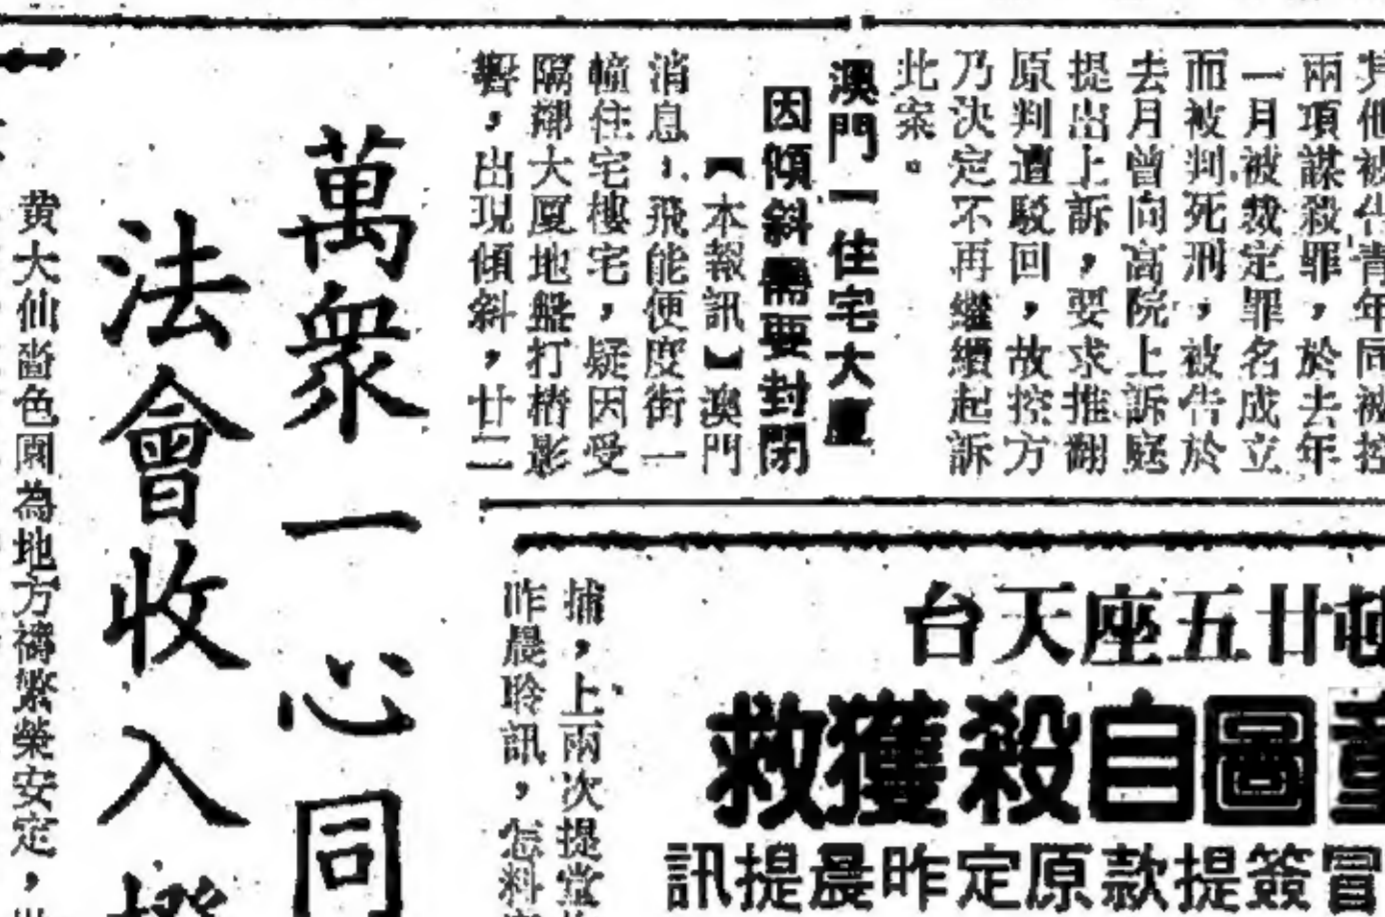 其他被告青年同被控
兩項謀殺罪，於去年
一月被裁定罪名成立
而被判死刑，被告於
去月曾向高院上訴庭
提出上訴，要求推翻
原判遭駁回，故控方
乃決定不再繼續起訴
此案。
澳門一住宅大廈
因傾斜需要封閉
【本報訊】澳門
消息：飛能便度街一
幢住宅樓宅，疑因受
隔鄰大厦地盤打樁影
響，出現傾斜，廿二
廿五座天台
圖自殺獲救
冒簽提款原定昨晨提訊
捕，上兩次提堂
昨晨聆訊，怎料
萬衆一心同
法會收入撥
黄大仙嗇色園為地方禱繁榮安定，